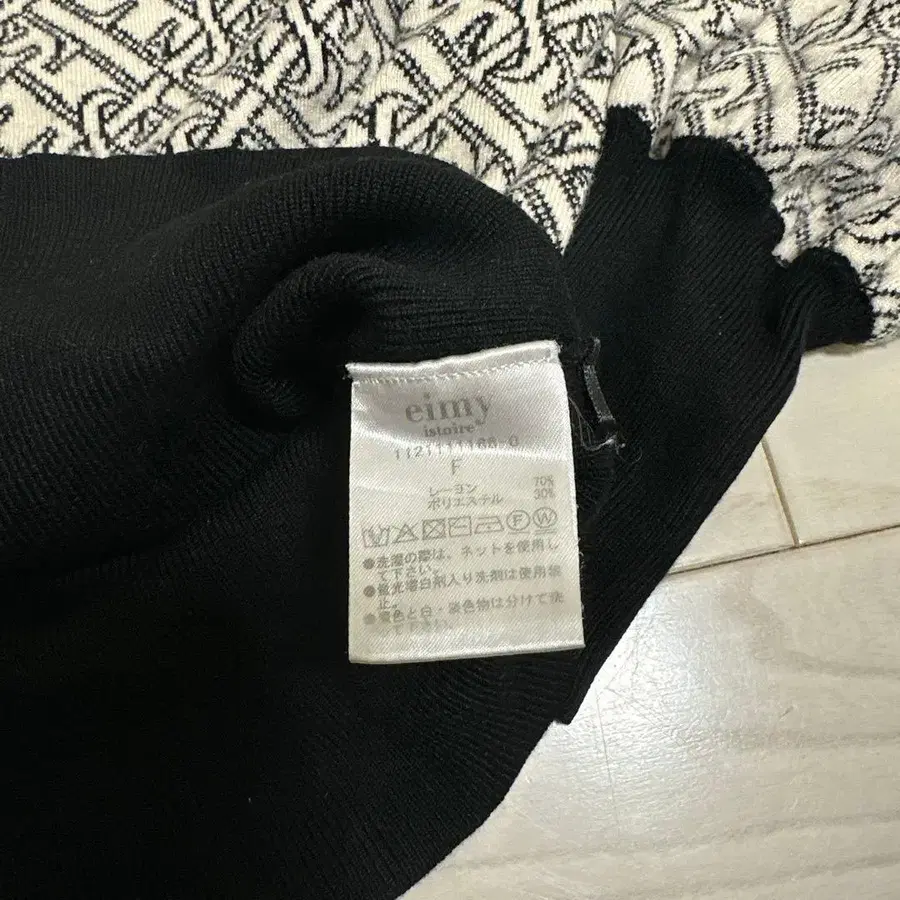 eimy
istoire
1121111168-0
F
レーヨン 70%
ポリエステル 30%
F W
●洗濯の際は、ネットを使用し
て下さい。
●蛍光増白剤入り洗剤は使用禁
止。
●濃色と白・淡色物は分けて洗
って下さい。